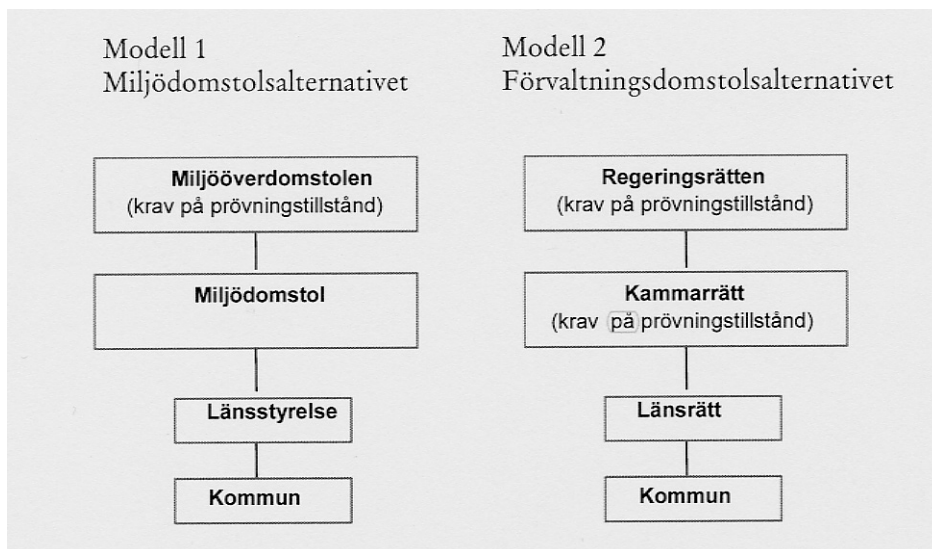 Modell 1
Miljödomstolsalternativet
Miljööverdomstolen
(krav på prövningstillstånd)
Miljödomstol
Länsstyrelse
Kommun
Modell 2
Förvaltningsdomstolsalternativet
Regeringsrätten
(krav på prövningstillstånd)
Kammarrätt
(krav på prövningstillstånd)
Länsrätt
Kommun